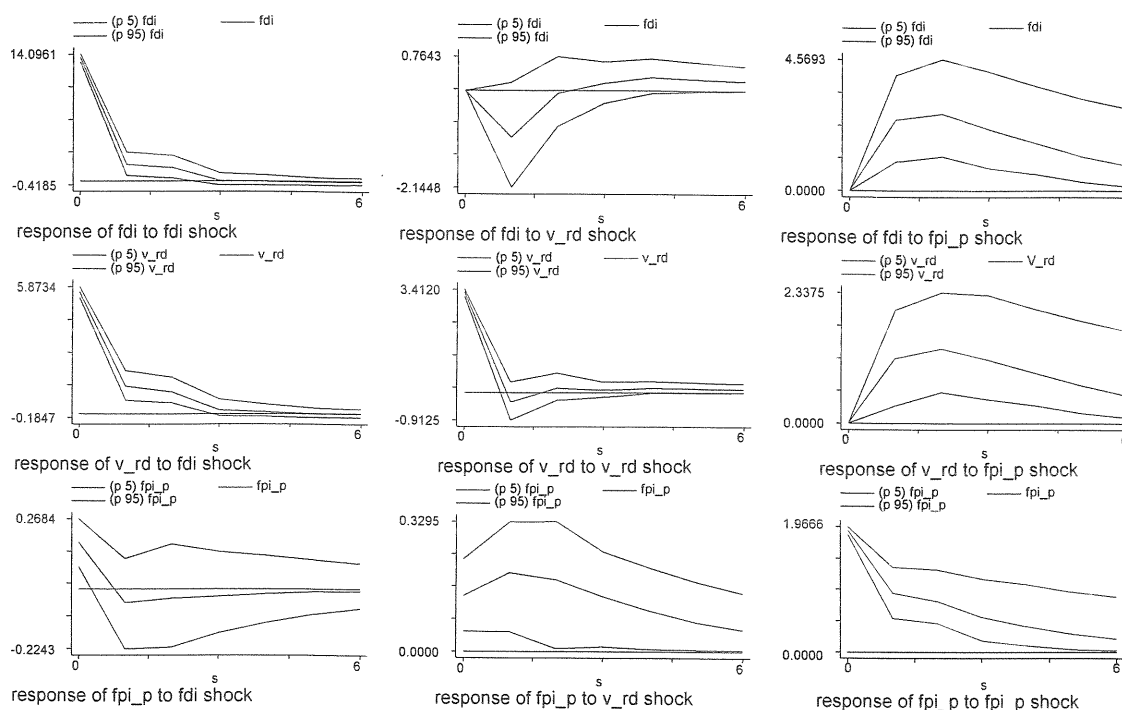 (p 5) fdi fdi
(p 95) fdi
14.0961
-0.4185
0 6
s
response of fdi to fdi shock
(p 5) fdi fdi
(p 95) fdi
0.7643
-2.1448
0 6
s
response of fdi to v_rd shock
(p 5) fdi fdi
(p 95) fdi
4.5693
0.0000
0 6
s
response of fdi to fpi_p shock
(p 5) v_rd v_rd
(p 95) v_rd
5.8734
-0.1847
0 6
s
response of v_rd to fdi shock
(p 5) v_rd v_rd
(p 95) v_rd
3.4120
-0.9125
0 6
s
response of v_rd to v_rd shock
(p 5) v_rd V_rd
(p 95) v_rd
2.3375
0.0000
0 6
s
response of v_rd to fpi_p shock
(p 5) fpi_p fpi_p
(p 95) fpi_p
0.2684
-0.2243
0 6
s
response of fpi_p to fdi shock
(p 5) fpi_p fpi_p
(p 95) fpi_p
0.3295
0.0000
0 6
s
response of fpi_p to v_rd shock
(p 5) fpi_p fpi_p
(p 95) fpi_p
1.9666
0.0000
0 6
s
response of fpi_p to fpi_p shock